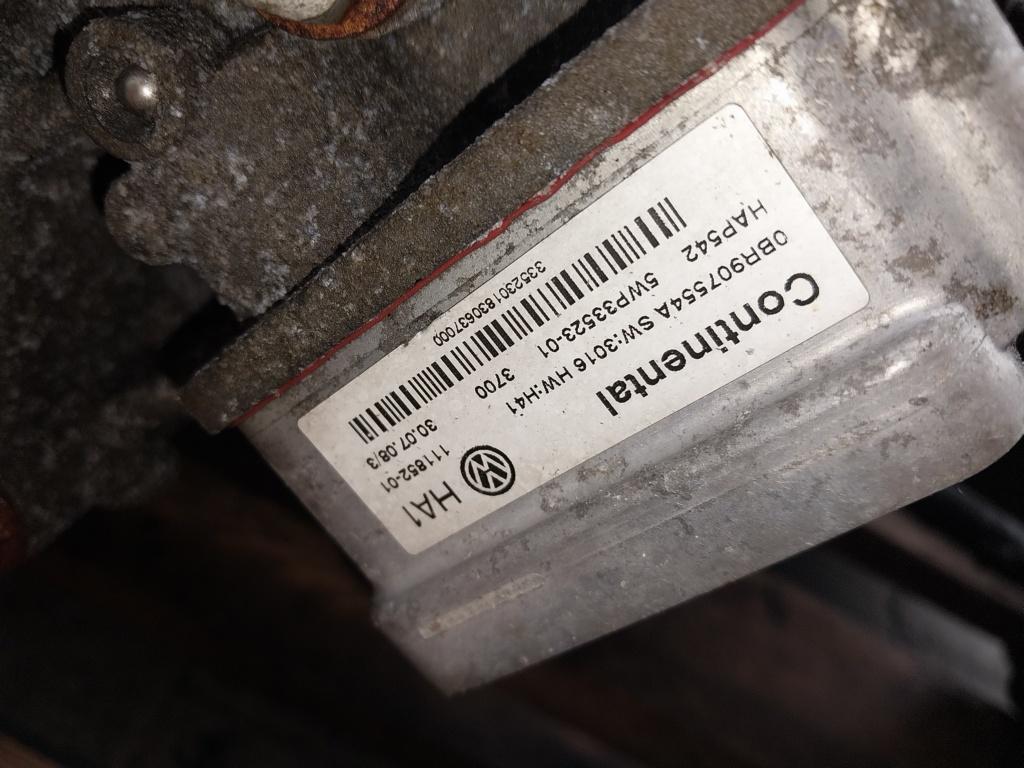 Continental
0BR907554A SW:3016 HW:H41
HAP542 5WP33523-01 3700
3352301830637000
HA1
111852-01
30.07.08/3